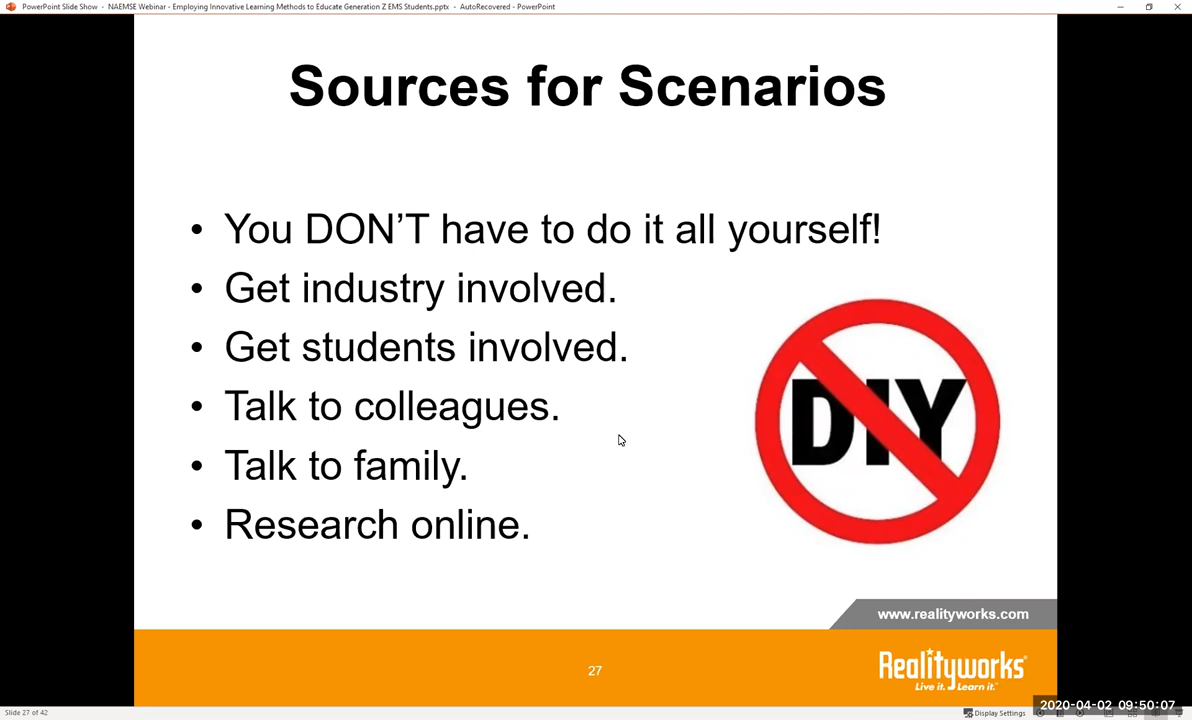 PowerPoint Slide Show - NAEMSE Webinar - Employing Innovative Learning Methods to Educate Generation Z EMS Students.pptx - AutoRecovered - PowerPoint
Sources for Scenarios
• You DON’T have to do it all yourself!
• Get industry involved.
• Get students involved.
• Talk to colleagues.
• Talk to family.
• Research online.
DIY
www.realityworks.com
27
Realityworks®
Live it. Learn it.™
2020-04-02 09:50:07
Slide 27 of 42
Display Settings